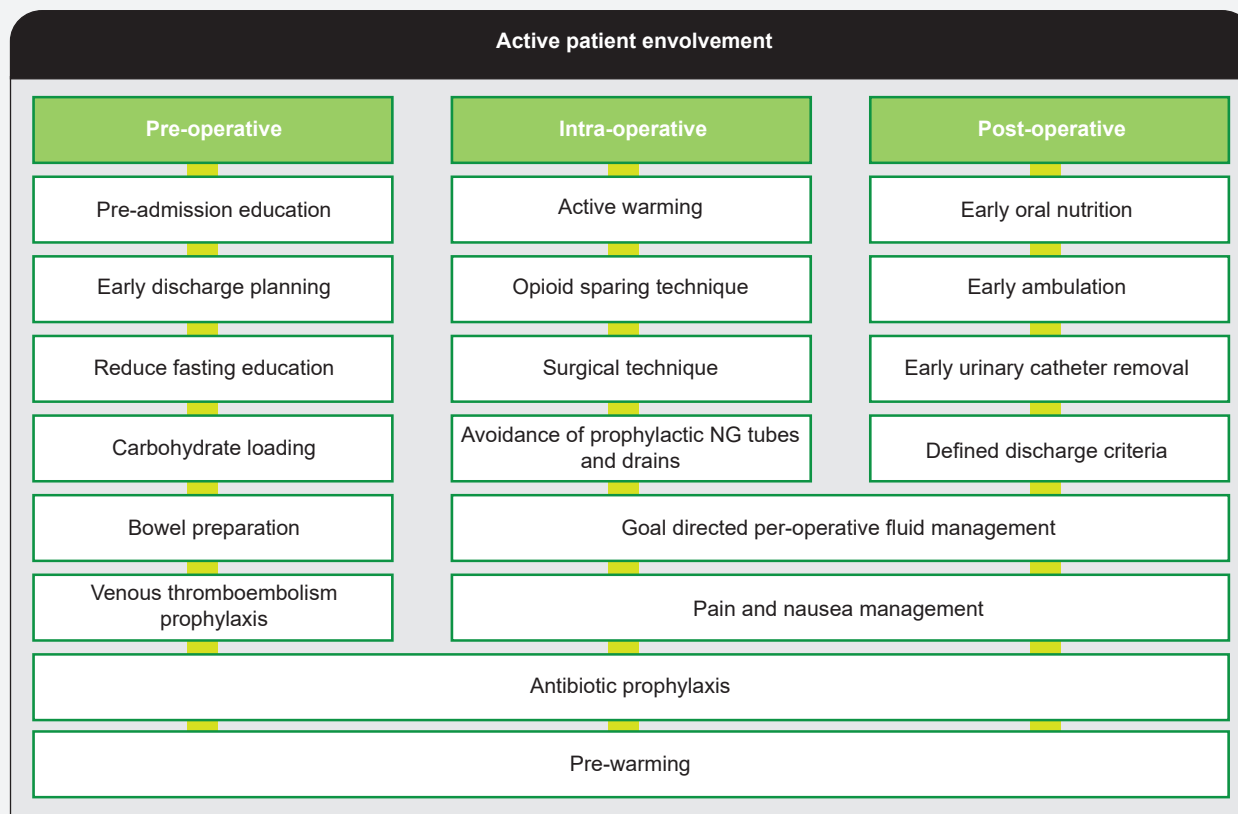 Active patient envolvement
Pre-operative
Pre-admission education
Early discharge planning
Reduce fasting education
Carbohydrate loading
Bowel preparation
Venous thromboembolism
prophylaxis
Intra-operative
Active warming
Opioid sparing technique
Surgical technique
Avoidance of prophylactic NG tubes
and drains
Post-operative
Early oral nutrition
Early ambulation
Early urinary catheter removal
Defined discharge criteria
Goal directed per-operative fluid management
Pain and nausea management
Antibiotic prophylaxis
Pre-warming